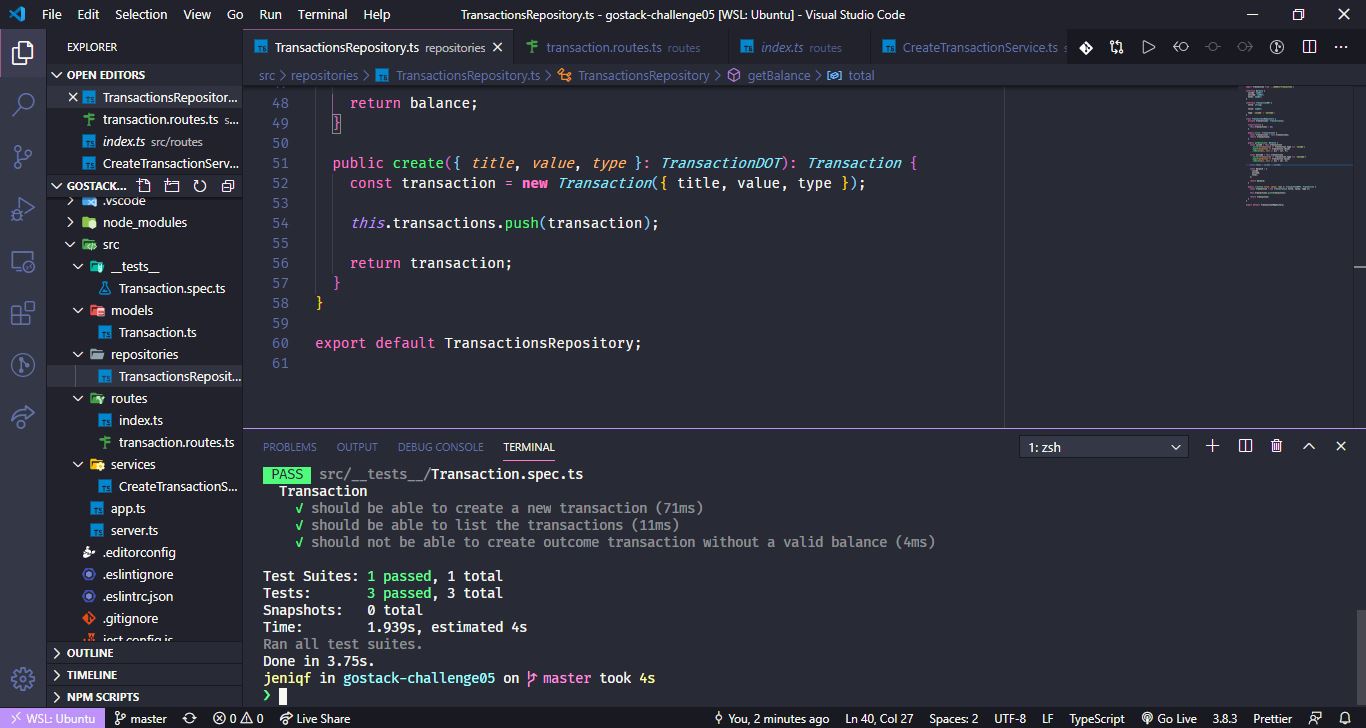 File Edit Selection View Go Run Terminal Help TransactionsRepository.ts - gostack-challenge05 [WSL: Ubuntu] - Visual Studio Code
EXPLORER
TransactionsRepository.ts repositories
transaction.routes.ts routes
index.ts routes
CreateTransactionService.ts
OPEN EDITORS
TransactionsRepositor...
transaction.routes.ts s...
index.ts src/routes
CreateTransactionServ...
GOSTACK...
.vscode
node_modules
src
__tests__
Transaction.spec.ts
models
Transaction.ts
repositories
TransactionsReposit...
routes
index.ts
transaction.routes.ts
services
CreateTransactionS...
app.ts
server.ts
.editorconfig
.eslintignore
.eslintrc.json
.gitignore
jest.config.js
OUTLINE
TIMELINE
NPM SCRIPTS
src > repositories > TransactionsRepository.ts > TransactionsRepository > getBalance > total
48 return balance;
49 }
50
51 public create({ title, value, type }: TransactionDOT): Transaction {
52 const transaction = new Transaction({ title, value, type });
53
54 this.transactions.push(transaction);
55
56 return transaction;
57 }
58 }
59
60 export default TransactionsRepository;
61
PROBLEMS OUTPUT DEBUG CONSOLE TERMINAL 1: zsh
PASS src/__tests__/Transaction.spec.ts
Transaction
√ should be able to create a new transaction (71ms)
√ should be able to list the transactions (11ms)
√ should not be able to create outcome transaction without a valid balance (4ms)
Test Suites: 1 passed, 1 total
Tests: 3 passed, 3 total
Snapshots: 0 total
Time: 1.939s, estimated 4s
Ran all test suites.
Done in 3.75s.
jeniqf in gostack-challenge05 on master took 4s
❯
WSL: Ubuntu master 0 0 Live Share You, 2 minutes ago Ln 40, Col 27 Spaces: 2 UTF-8 LF TypeScript Go Live 3.8.3 Prettier